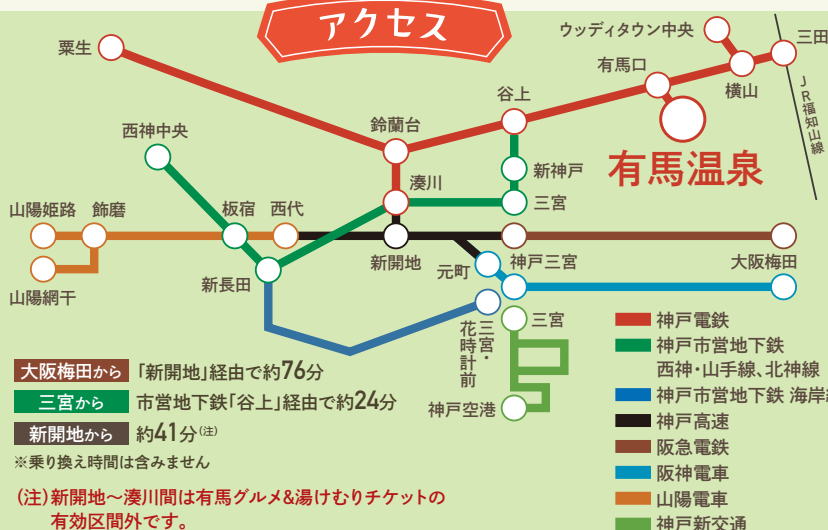 アクセス
粟生
ウッディタウン中央
三田
有馬口
横山
JR福知山線
谷上
鈴蘭台
西神中央
新神戸
有馬温泉
湊川
三宮
山陽姫路
飾磨
板宿
西代
新開地
元町
神戸三宮
大阪梅田
山陽網干
新長田
三宮・
花時計前
三宮
神戸空港
神戸電鉄
神戸市営地下鉄
西神・山手線、北神線
神戸市営地下鉄 海岸
神戸高速
阪急電鉄
阪神電車
山陽電車
神戸新交通
大阪梅田から 「新開地」経由で約76分
三宮から 市営地下鉄「谷上」経由で約24分
新開地から 約41分(注)
※乗り換え時間は含みません
(注)新開地～湊川間は有馬グルメ&湯けむりチケットの
有効区間外です。